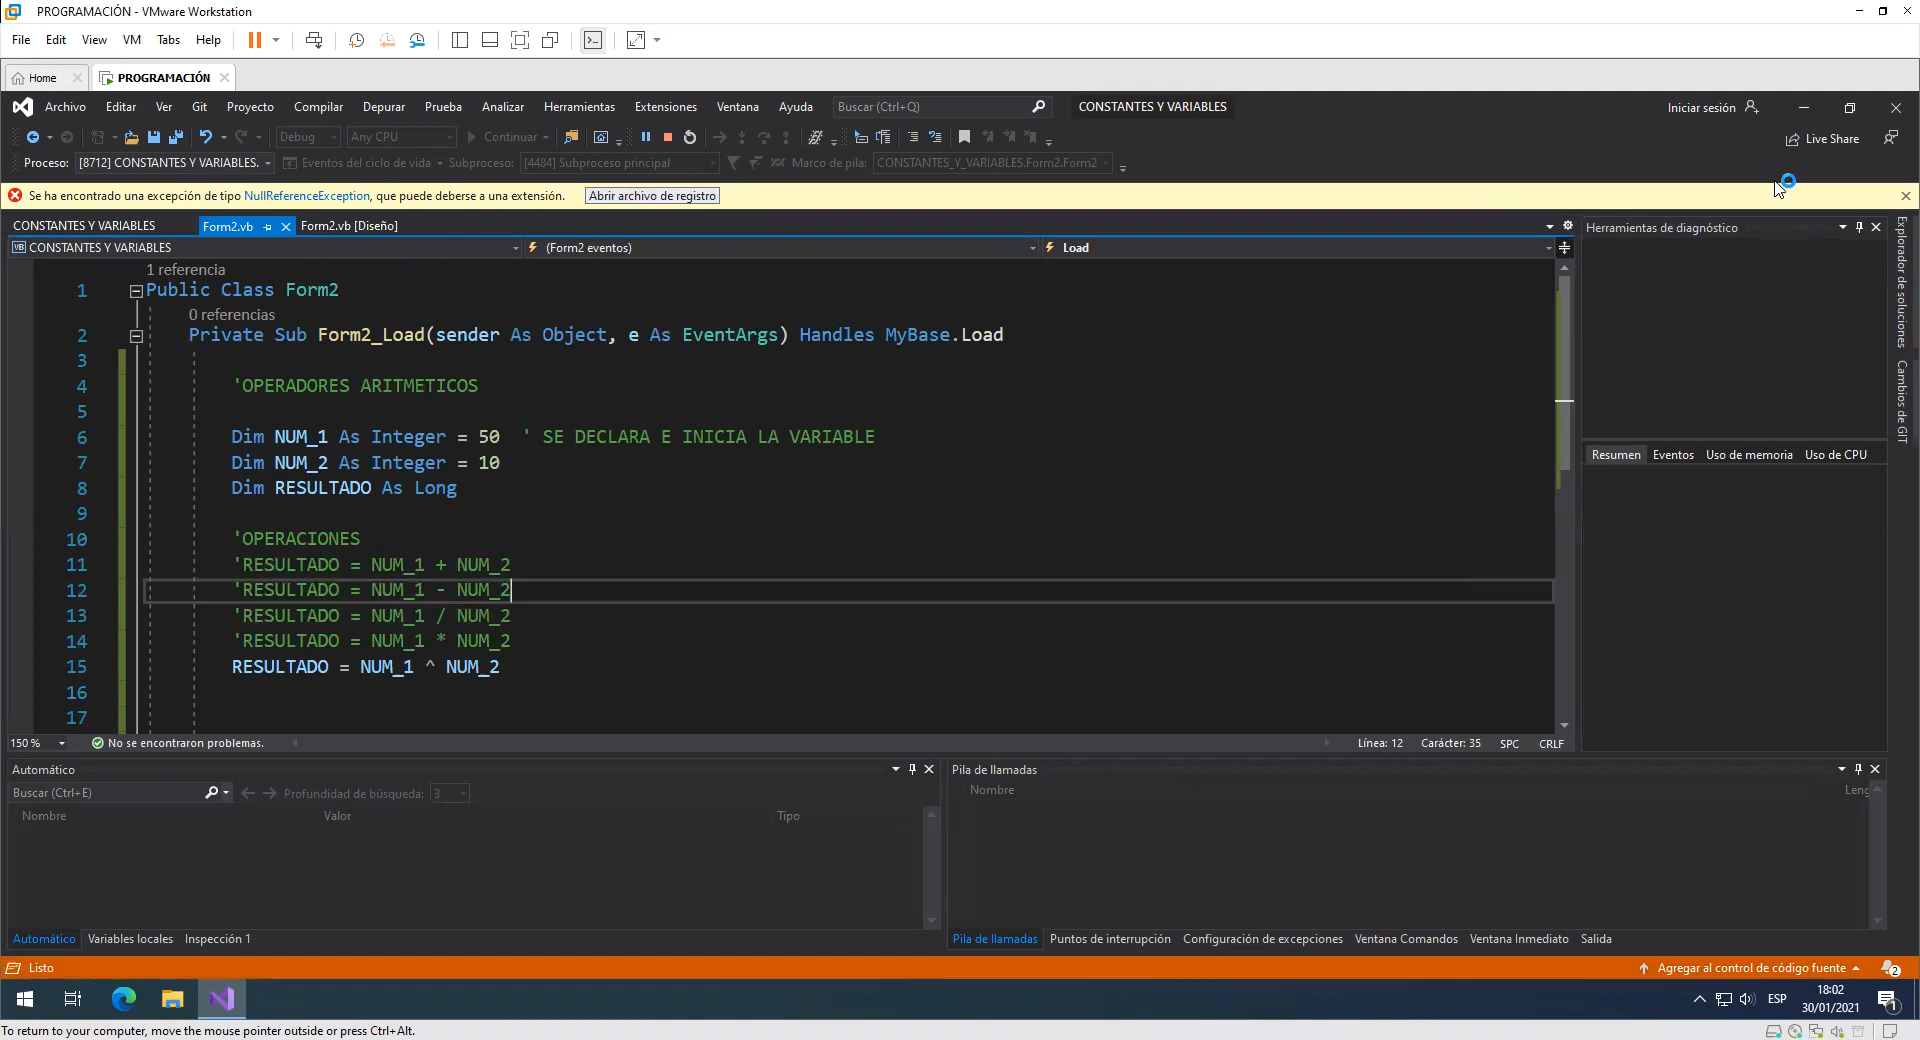 PROGRAMACIÓN - VMware Workstation
File Edit View VM Tabs Help
Home PROGRAMACIÓN
Archivo Editar Ver Git Proyecto Compilar Depurar Prueba Analizar Herramientas Extensiones Ventana Ayuda Buscar (Ctrl+Q) CONSTANTES Y VARIABLES Iniciar sesión
Debug Any CPU Continuar Live Share
Proceso: [8712] CONSTANTES Y VARIABLES. Eventos del ciclo de vida Subproceso: [4484] Subproceso principal Marco de pila: CONSTANTES_Y_VARIABLES.Form2.Form2
Se ha encontrado una excepción de tipo NullReferenceException, que puede deberse a una extensión. Abrir archivo de registro
CONSTANTES Y VARIABLES Form2.vb Form2.vb [Diseño]
VB CONSTANTES Y VARIABLES (Form2 eventos) Load
1 referencia
1 Public Class Form2
0 referencias
2 Private Sub Form2_Load(sender As Object, e As EventArgs) Handles MyBase.Load
3
4 'OPERADORES ARITMETICOS
5
6 Dim NUM_1 As Integer = 50 ' SE DECLARA E INICIA LA VARIABLE
7 Dim NUM_2 As Integer = 10
8 Dim RESULTADO As Long
9
10 'OPERACIONES
11 'RESULTADO = NUM_1 + NUM_2
12 'RESULTADO = NUM_1 - NUM_2
13 'RESULTADO = NUM_1 / NUM_2
14 'RESULTADO = NUM_1 * NUM_2
15 RESULTADO = NUM_1 ^ NUM_2
16
17
150 % No se encontraron problemas. Línea: 12 Carácter: 35 SPC CRLF
Herramientas de diagnóstico
Resumen Eventos Uso de memoria Uso de CPU
Explorador de soluciones
Cambios de GIT
Automático
Buscar (Ctrl+E) Profundidad de búsqueda: 3
Nombre Valor Tipo
Automático Variables locales Inspección 1
Pila de llamadas
Nombre Leng
Pila de llamadas Puntos de interrupción Configuración de excepciones Ventana Comandos Ventana Inmediato Salida
Listo Agregar al control de código fuente 2
ESP 18:02
30/01/2021 1
To return to your computer, move the mouse pointer outside or press Ctrl+Alt.